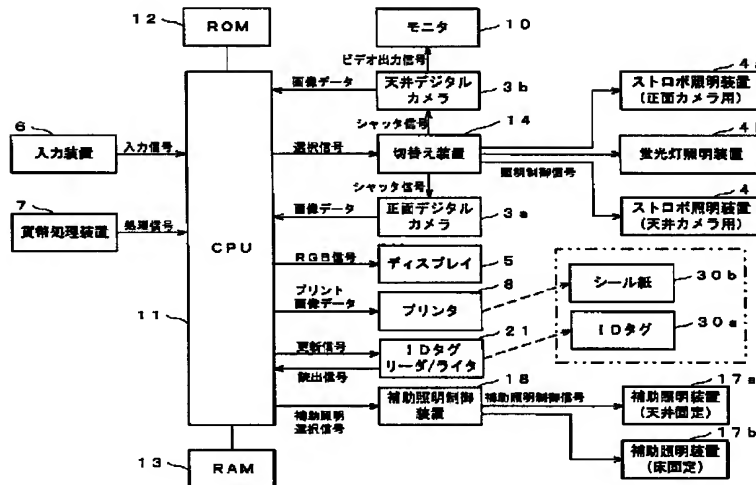 12
ROM
モニタ
10
ビデオ出力信号
画像データ
天井デジタル
カメラ
3b
4
ストロボ照明装置
(正面カメラ用)
シャッタ信号
14
6
入力装置
入力信号
選択信号
切替え装置
4
蛍光灯照明装置
照明制御信号
シャッタ信号
7
貨幣処理装置
処理信号
画像データ
正面デジタル
カメラ
3a
4
ストロボ照明装置
(天井カメラ用)
CPU
RGB信号
ディスプレイ
5
シール紙
30b
プリント
画像データ
8
プリンタ
IDタグ
30a
11
更新信号
読出信号
21
IDタグ
リーダ/ライタ
18
補助照明
選択信号
補助照明制御
装置
補助照明制御信号
17a
補助照明装置
(天井固定)
17b
補助照明装置
(床固定)
13
RAM